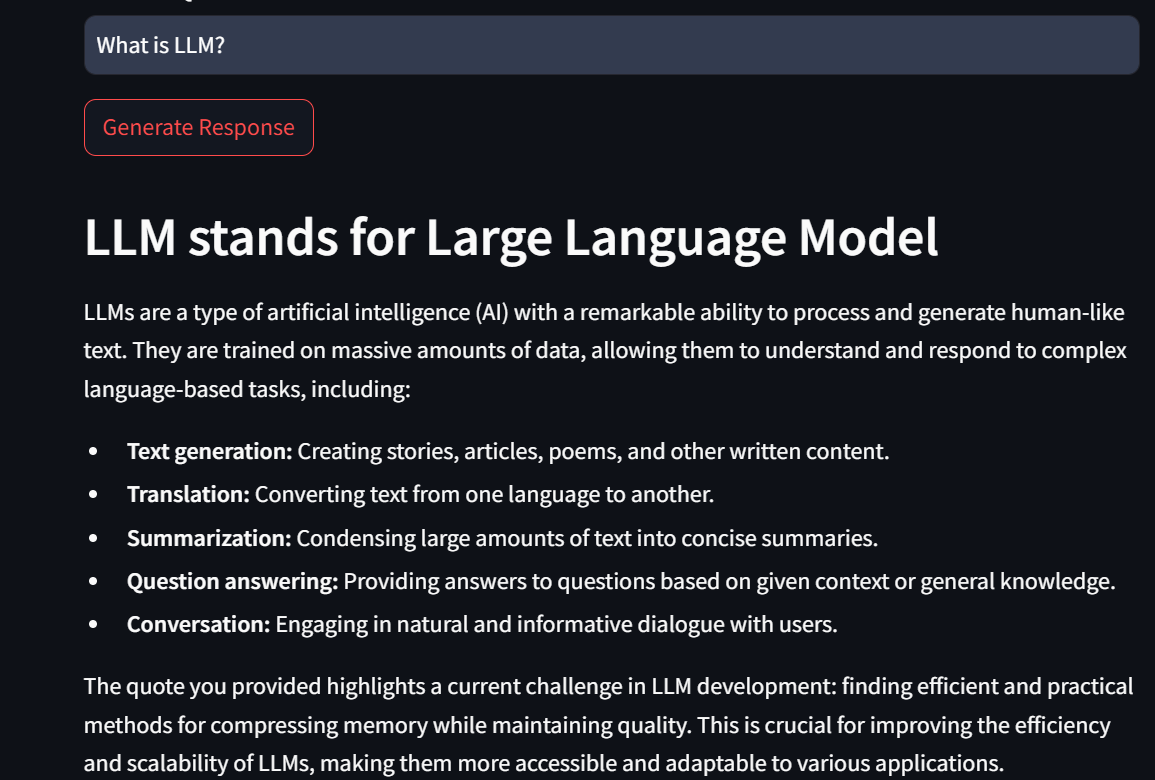 What is LLM?
Generate Response
LLM stands for Large Language Model
LLMs are a type of artificial intelligence (AI) with a remarkable ability to process and generate human-like
text. They are trained on massive amounts of data, allowing them to understand and respond to complex
language-based tasks, including:
• Text generation: Creating stories, articles, poems, and other written content.
• Translation: Converting text from one language to another.
• Summarization: Condensing large amounts of text into concise summaries.
• Question answering: Providing answers to questions based on given context or general knowledge.
• Conversation: Engaging in natural and informative dialogue with users.
The quote you provided highlights a current challenge in LLM development: finding efficient and practical
methods for compressing memory while maintaining quality. This is crucial for improving the efficiency
and scalability of LLMs, making them more accessible and adaptable to various applications.